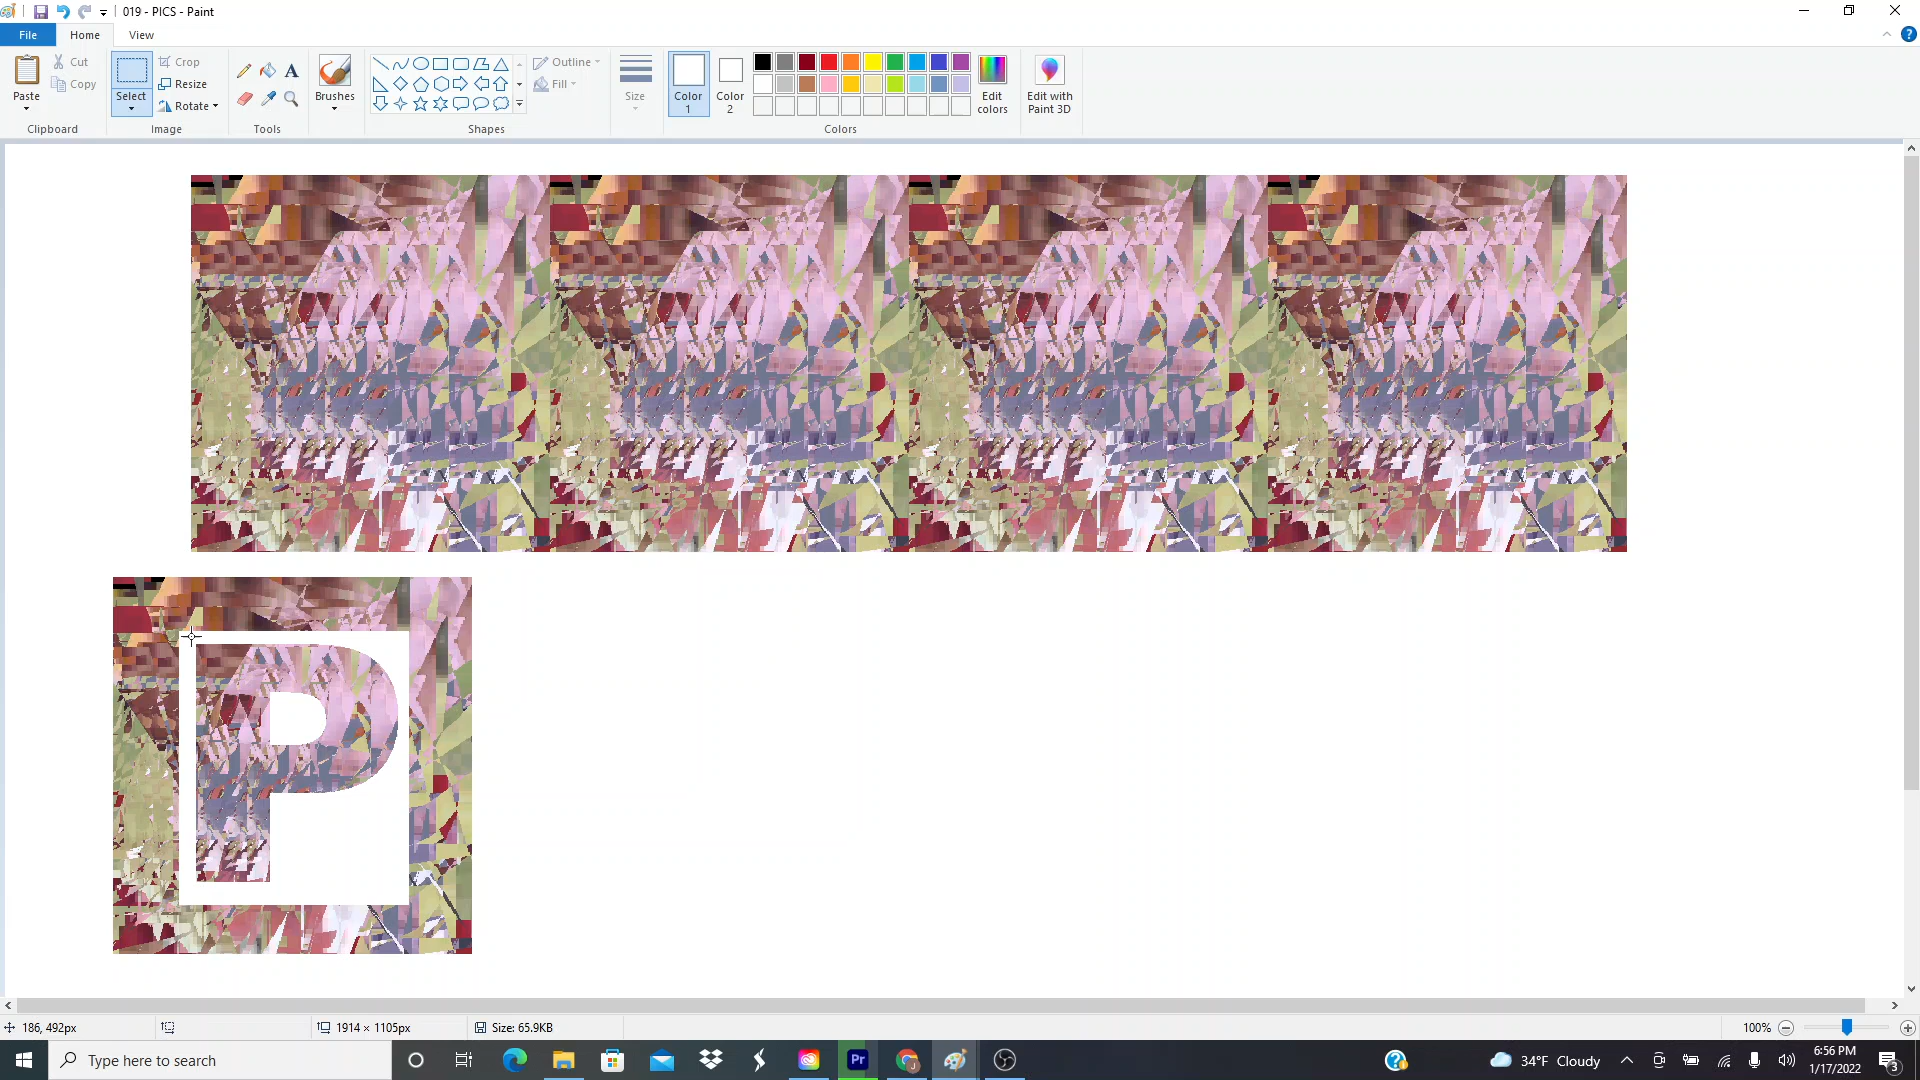 019 - PICS - Paint
File Home View
Paste
Cut
Copy
Clipboard
Select
Crop
Resize
Rotate
Image
A
Tools
Brushes
Shapes
Outline
Fill
Size
Color 1
Color 2
Colors
Edit colors
Edit with Paint 3D
P
186, 492px
1914 × 1105px
Size: 65.9KB
100%
Type here to search
Pr
34°F Cloudy
6:56 PM
1/17/2022
3